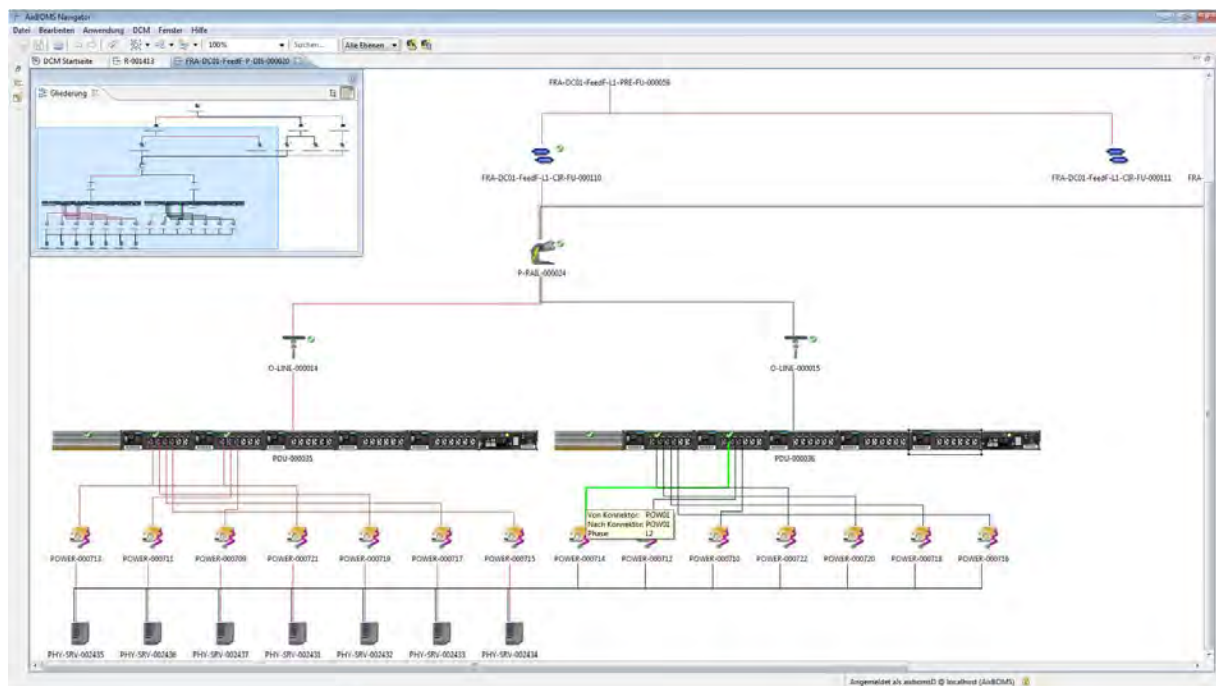 AixBOMS Navigator
Datei Bearbeiten Anwendung DCM Fenster Hilfe
100% Suchen... Alle Ebenen...
DCM Startseite R-001413 FRA-DC01-FeedF-P-DIS-000020
Gliederung
FRA-DC01-FeedF-L1-PRE-FU-000059
FRA-DC01-FeedF-L1-CIR-FU-000110 FRA-DC01-FeedF-L1-CIR-FU-000111 FRA-
P-RAIL-000024
O-LINE-000014 O-LINE-000015
PDU-000035 PDU-000036
Von Konnektor: POW01
Nach Konnektor: POW01
Phase L2
POWER-000713 POWER-000711 POWER-000709 POWER-000721 POWER-000719 POWER-000717 POWER-000715 POWER-000714 POWER-000712 POWER-000710 POWER-000722 POWER-000720 POWER-000718 POWER-000716
PHY-SRV-002435 PHY-SRV-002436 PHY-SRV-002437 PHY-SRV-002431 PHY-SRV-002432 PHY-SRV-002433 PHY-SRV-002434
Angemeldet als aixbomsD @ localhost (AixBOMS)